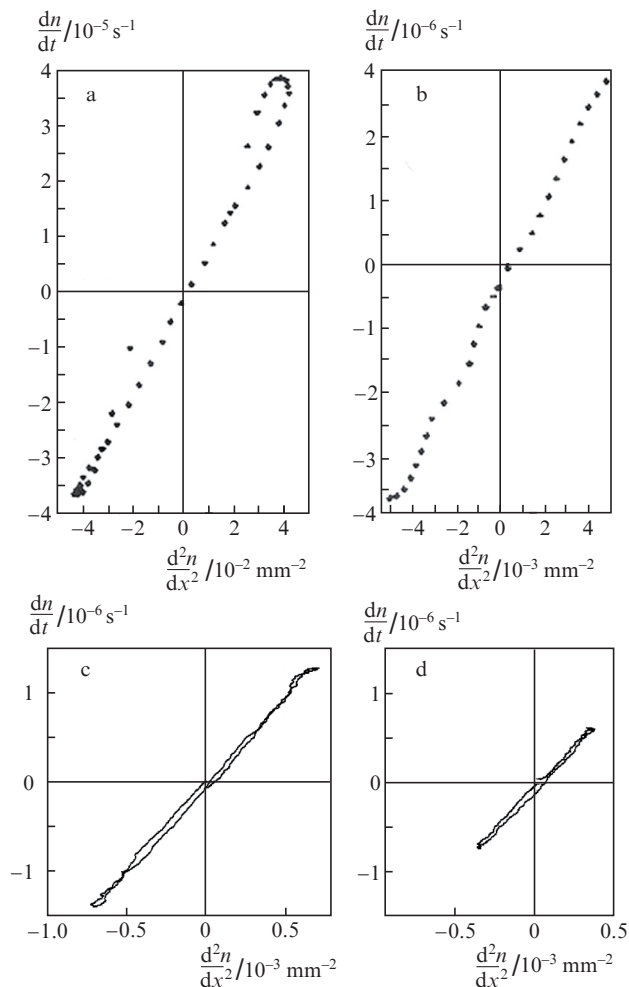 dn/dt /10⁻⁵ s⁻¹
4
3
2
1
0
−1
−2
−3
−4
a
−4 −2 0 2 4
d²n/dx² /10⁻² mm⁻²
dn/dt /10⁻⁶ s⁻¹
4
2
1
0
−1
−2
−3
−4
b
−4 −2 0 2 4
d²n/dx² /10⁻³ mm⁻²
dn/dt /10⁻⁶ s⁻¹
1
0
−1
c
−1.0 −0.5 0 0.5
d²n/dx² /10⁻³ mm⁻²
dn/dt /10⁻⁶ s⁻¹
1
0
−1
d
−0.5 0 0.5
d²n/dx² /10⁻³ mm⁻²